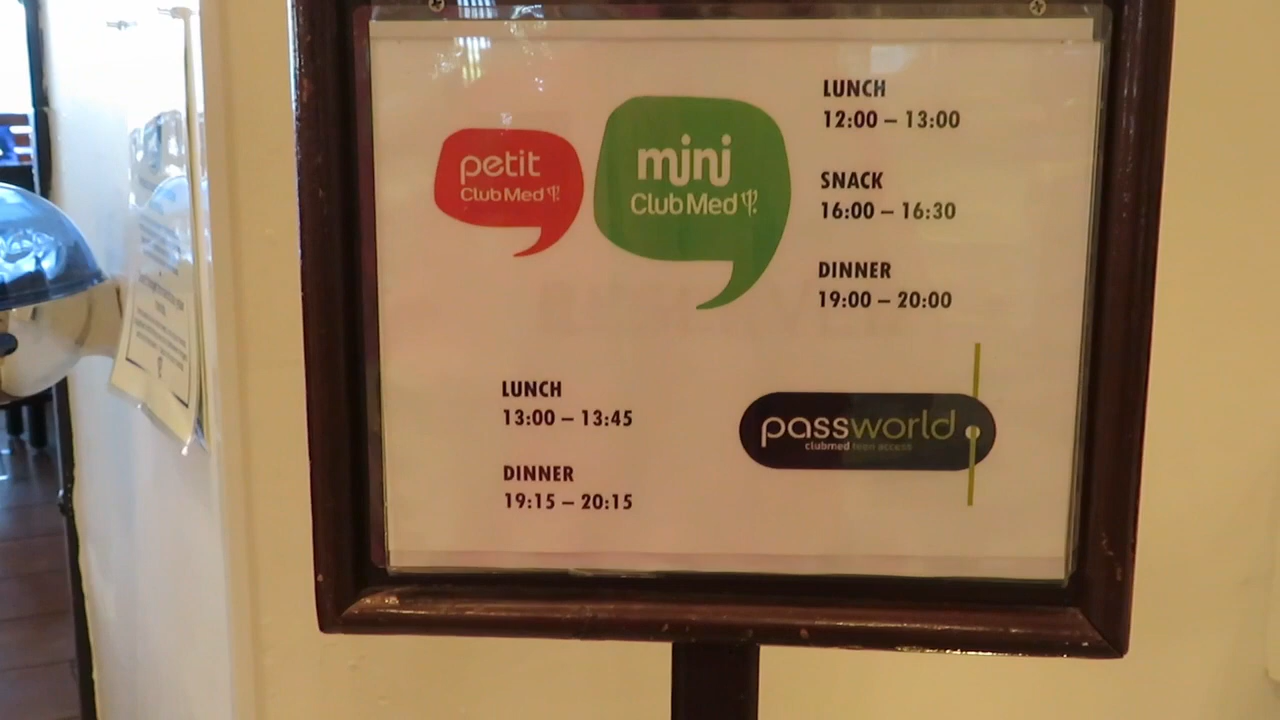 petit
Club Med
mini
Club Med
LUNCH
12:00 – 13:00
SNACK
16:00 – 16:30
DINNER
19:00 – 20:00
LUNCH
13:00 – 13:45
DINNER
19:15 – 20:15
passworld
clubmed teen access